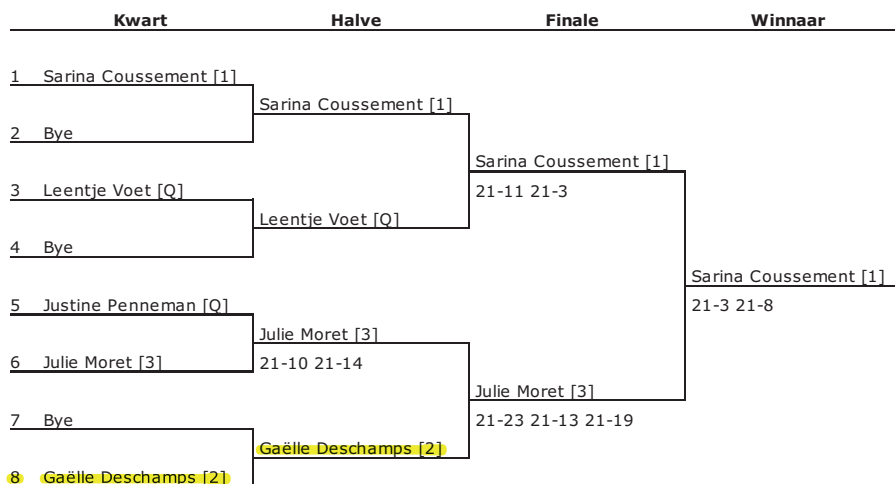 Kwart Halve Finale Winnaar
1 Sarina Coussement [1]
Sarina Coussement [1]
2 Bye
Sarina Coussement [1]
3 Leentje Voet [Q]
21-11 21-3
Leentje Voet [Q]
4 Bye
Sarina Coussement [1]
5 Justine Penneman [Q]
21-3 21-8
Julie Moret [3]
6 Julie Moret [3]
21-10 21-14
Julie Moret [3]
7 Bye
21-23 21-13 21-19
Gaëlle Deschamps [2]
8 Gaëlle Deschamps [2]